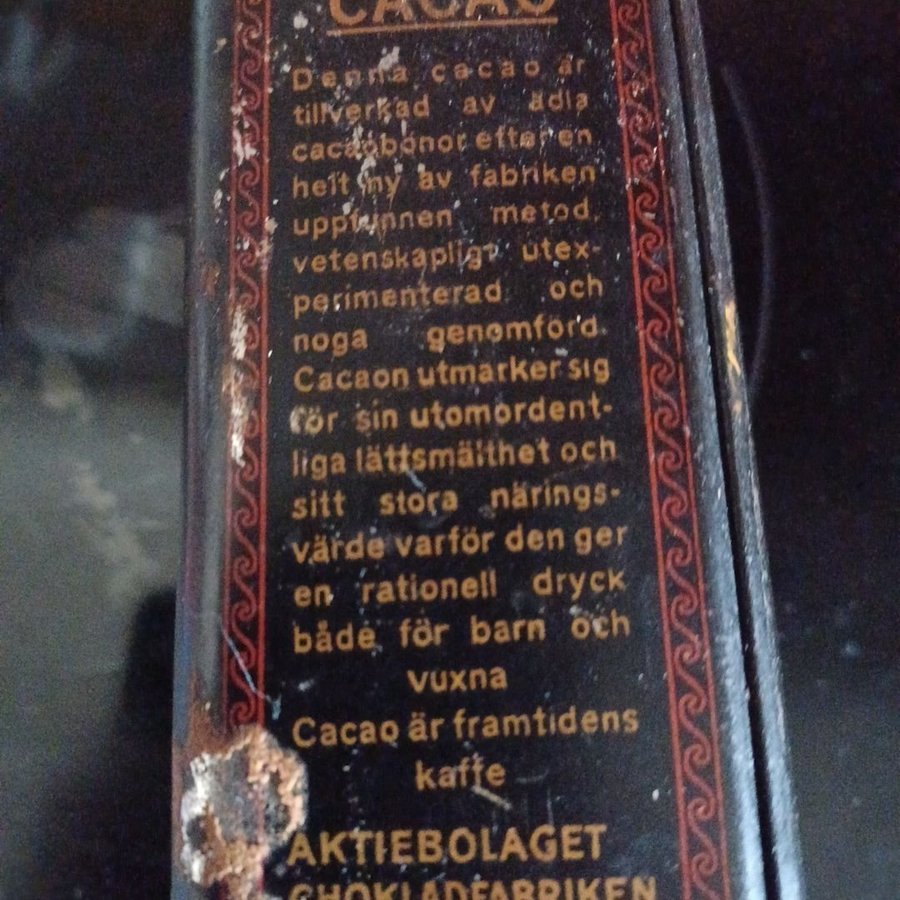 CACAO
Denna cacao är
tillverkad av ädla
cacaobönor efter en
helt ny av fabriken
uppfunnen metod,
vetenskapligt utex-
perimenterad och
noga genomförd.
Cacaon utmärker sig
för sin utomordent-
liga lättsmälthet och
sitt stora närings-
värde varför den ger
en rationell dryck
både för barn och
vuxna
Cacao är framtidens
kaffe
AKTIEBOLAGET
CHOKLADFABRIKEN